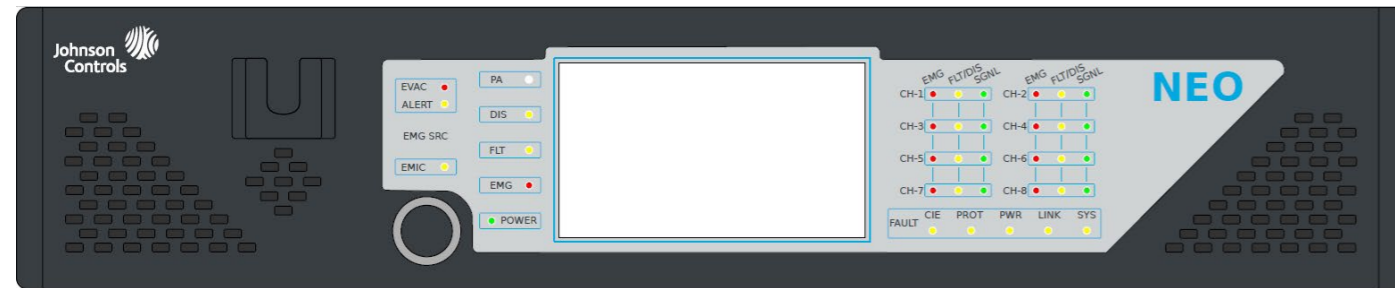 Johnson
Controls
EVAC
ALERT
EMG SRC
EMIC
PA
DIS
FLT
EMG
POWER
EMG FLT/DIS SGNL EMG FLT/DIS SGNL
CH-1 CH-2
CH-3 CH-4
CH-5 CH-6
CH-7 CH-8
FAULT CIE PROT PWR LINK SYS
NEO